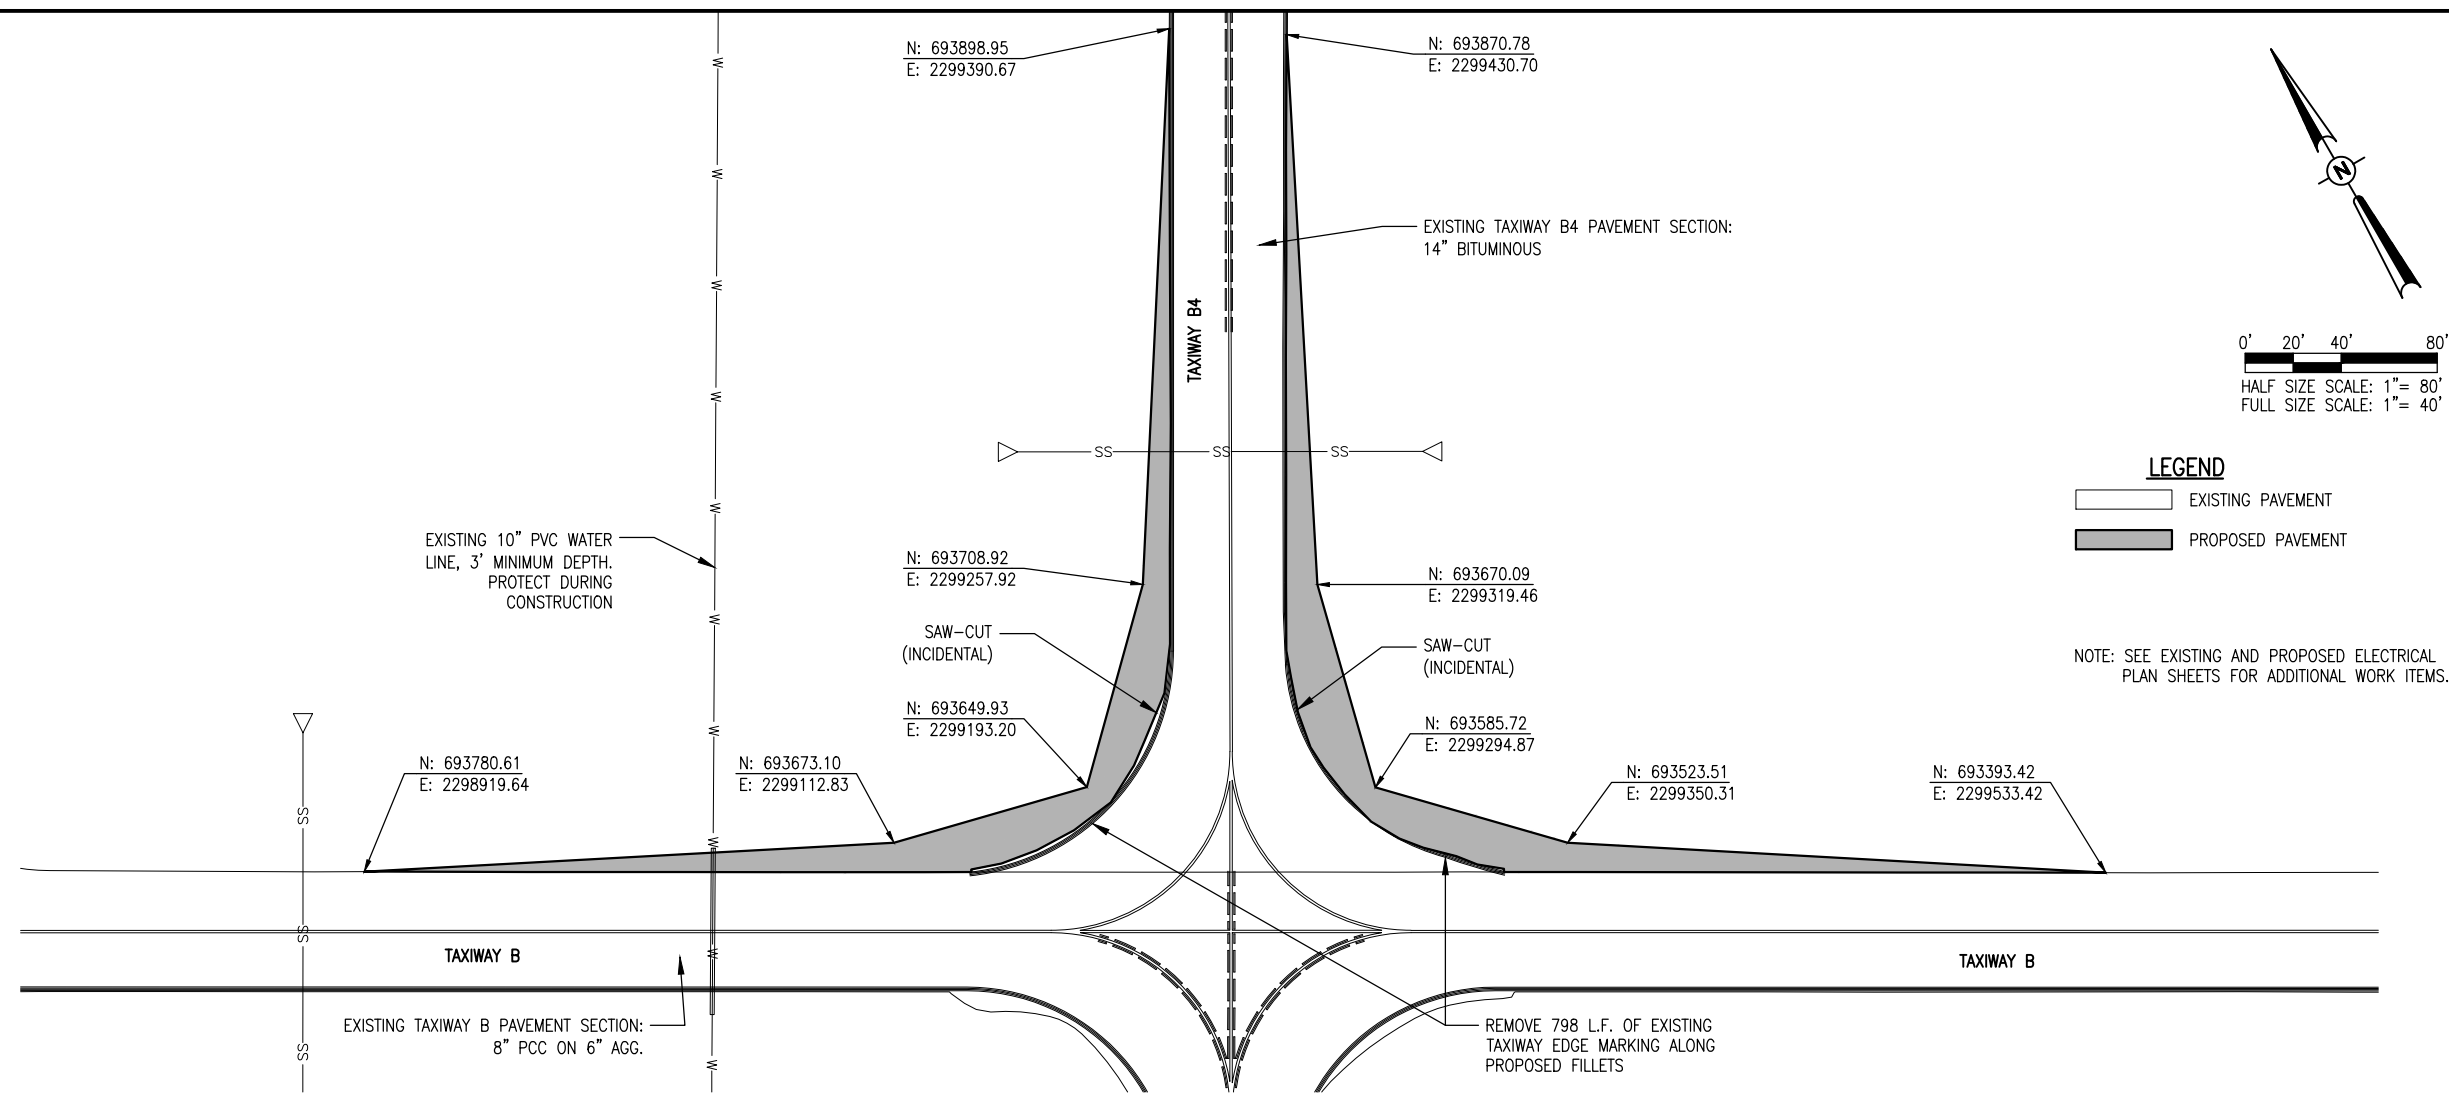 N: 693898.95
E: 2299390.67
N: 693870.78
E: 2299430.70
N
EXISTING TAXIWAY B4 PAVEMENT SECTION:
14" BITUMINOUS
TAXIWAY B4
0' 20' 40' 80'
HALF SIZE SCALE: 1"= 80'
FULL SIZE SCALE: 1"= 40'
LEGEND
EXISTING PAVEMENT
PROPOSED PAVEMENT
SS SS SS
EXISTING 10" PVC WATER
LINE, 3' MINIMUM DEPTH.
PROTECT DURING
CONSTRUCTION
N: 693708.92
E: 2299257.92
N: 693670.09
E: 2299319.46
SAW-CUT
(INCIDENTAL)
SAW-CUT
(INCIDENTAL)
NOTE: SEE EXISTING AND PROPOSED ELECTRICAL
PLAN SHEETS FOR ADDITIONAL WORK ITEMS.
N: 693649.93
E: 2299193.20
N: 693585.72
E: 2299294.87
N: 693780.61
E: 2298919.64
N: 693673.10
E: 2299112.83
N: 693523.51
E: 2299350.31
N: 693393.42
E: 2299533.42
W
W
W
W
W
W
W
W
W
W
SS
SS
SS
TAXIWAY B
TAXIWAY B
EXISTING TAXIWAY B PAVEMENT SECTION:
8" PCC ON 6" AGG.
REMOVE 798 L.F. OF EXISTING
TAXIWAY EDGE MARKING ALONG
PROPOSED FILLETS